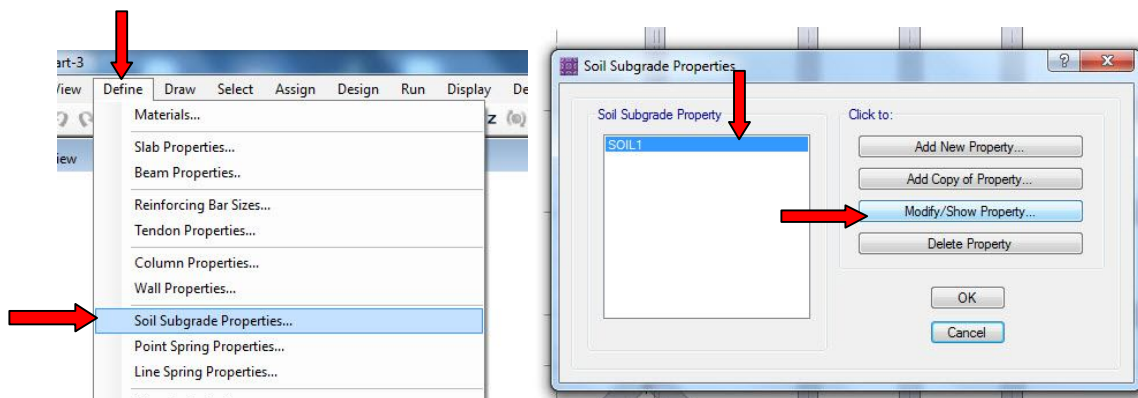 art-3
View Define Draw Select Assign Design Run Display De
Materials...
z
iew
Slab Properties...
Beam Properties..
Reinforcing Bar Sizes...
Tendon Properties...
Column Properties...
Wall Properties...
Soil Subgrade Properties...
Point Spring Properties...
Line Spring Properties...
Soil Subgrade Properties
? X
Soil Subgrade Property
SOIL1
Click to:
Add New Property...
Add Copy of Property...
Modify/Show Property...
Delete Property
OK
Cancel